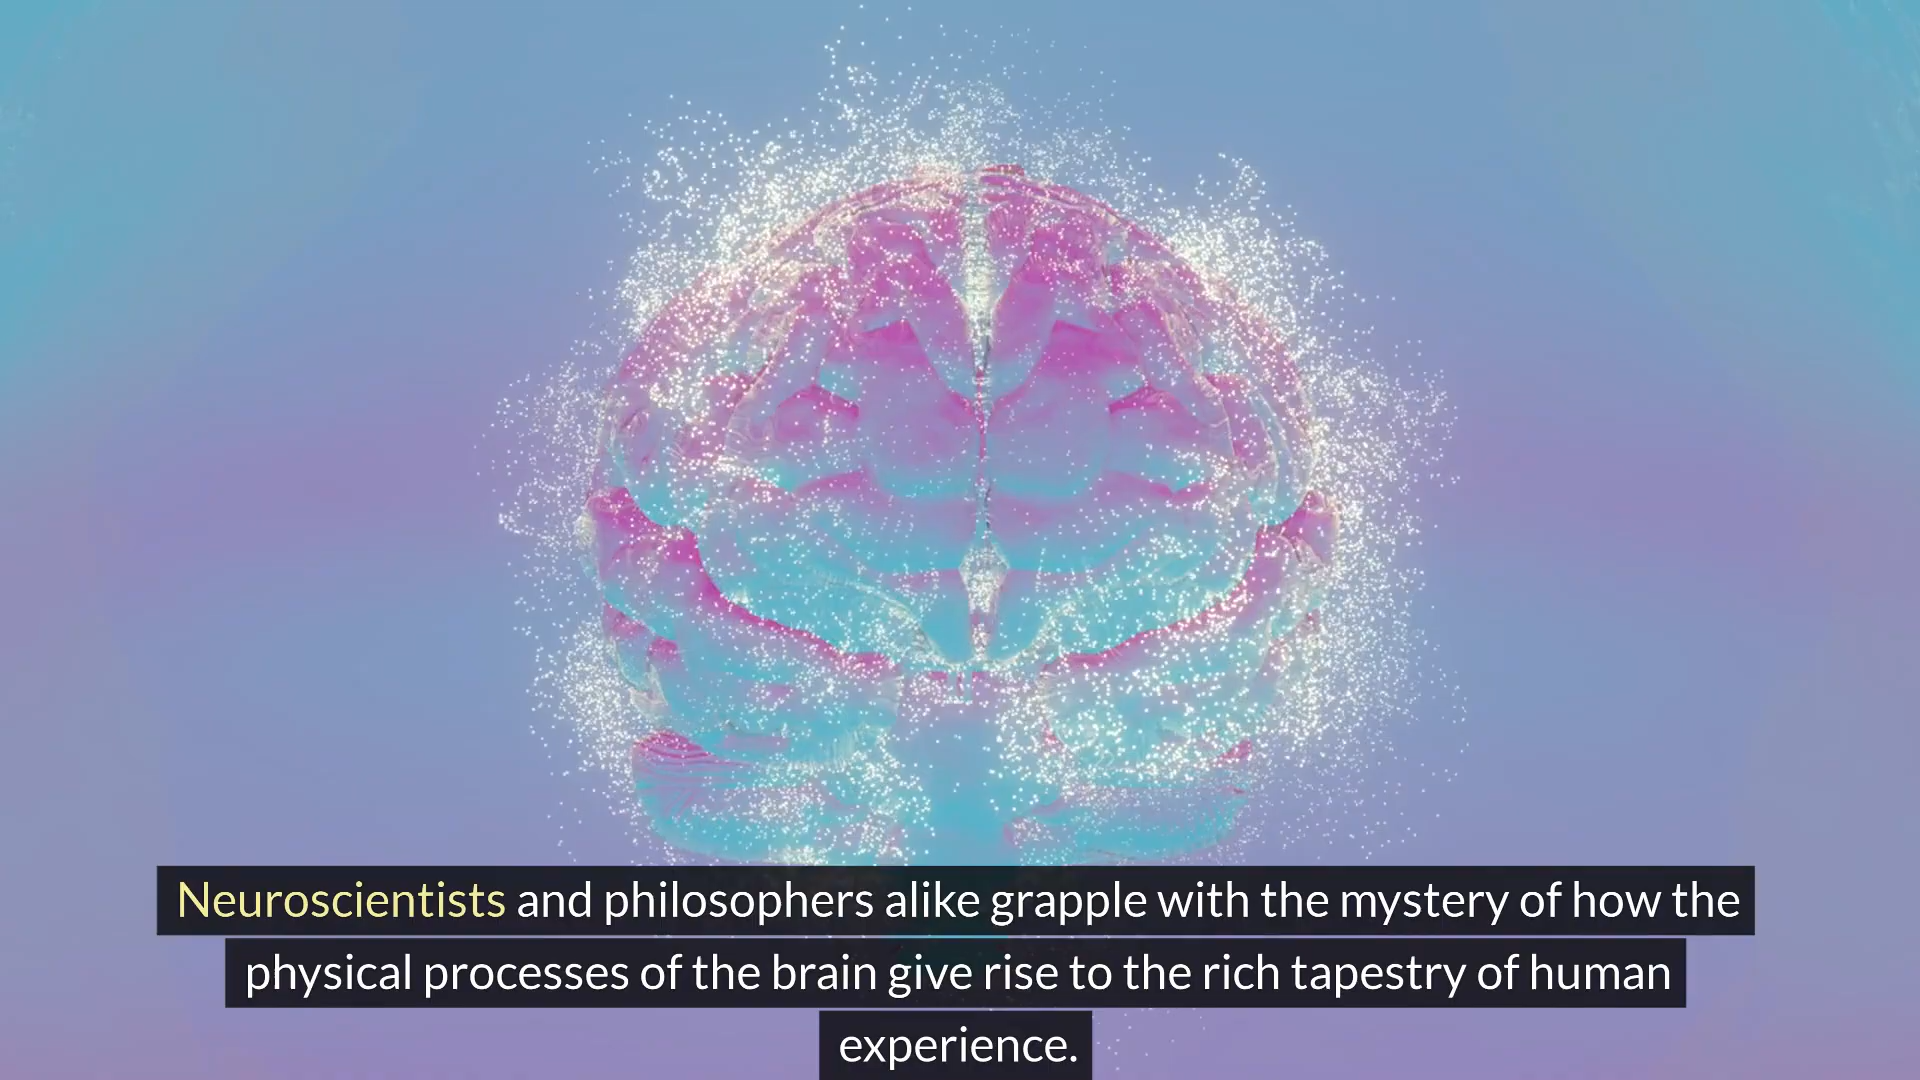 Neuroscientists and philosophers alike grapple with the mystery of how the
physical processes of the brain give rise to the rich tapestry of human
experience.